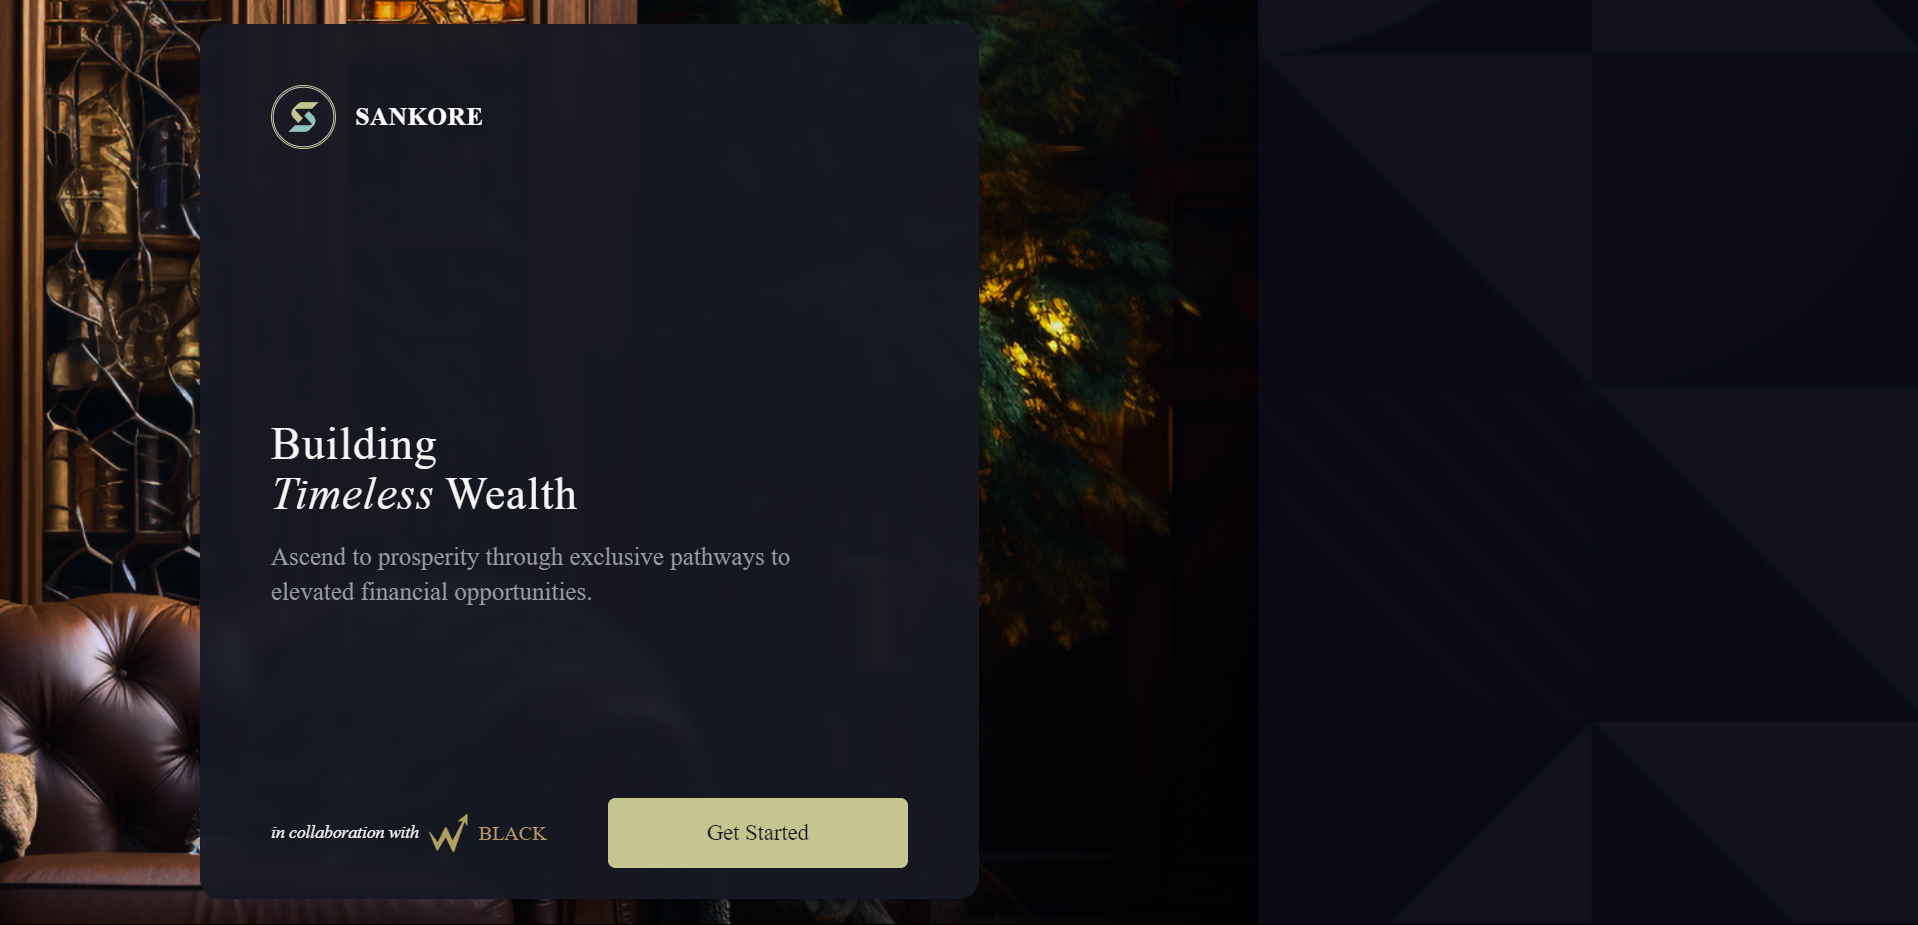 SANKORE
Building
Timeless Wealth
Ascend to prosperity through exclusive pathways to
elevated financial opportunities.
in collaboration with W BLACK
Get Started